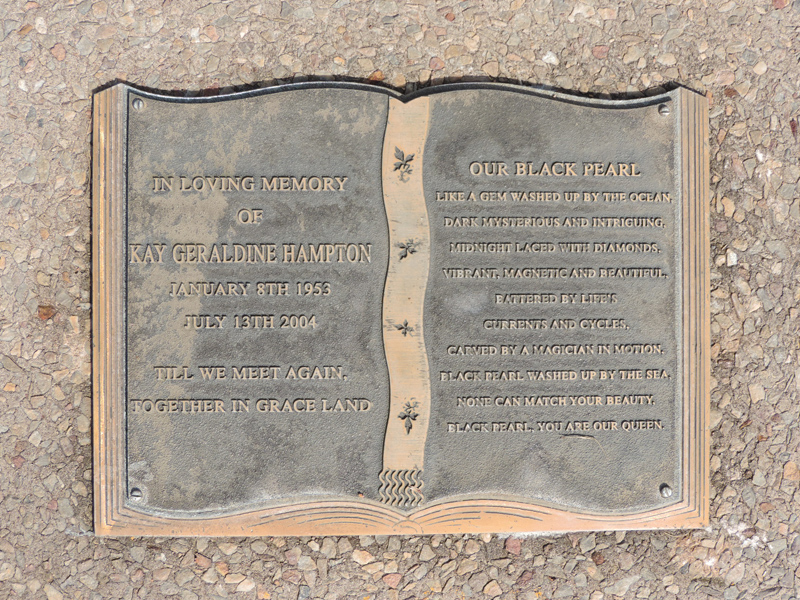 IN LOVING MEMORY
OF
KAY GERALDINE HAMPTON
JANUARY 8TH 1953
JULY 13TH 2004
TILL WE MEET AGAIN,
TOGETHER IN GRACE LAND
OUR BLACK PEARL
LIKE A GEM WASHED UP BY THE OCEAN,
DARK MYSTERIOUS AND INTRIGUING,
MIDNIGHT LACED WITH DIAMONDS,
VIBRANT, MAGNETIC AND BEAUTIFUL,
BATTERED BY LIFE'S
CURRENTS AND CYCLES,
CARVED BY A MAGICIAN IN MOTION,
BLACK PEARL WASHED UP BY THE SEA,
NONE CAN MATCH YOUR BEAUTY,
BLACK PEARL, YOU ARE OUR QUEEN.